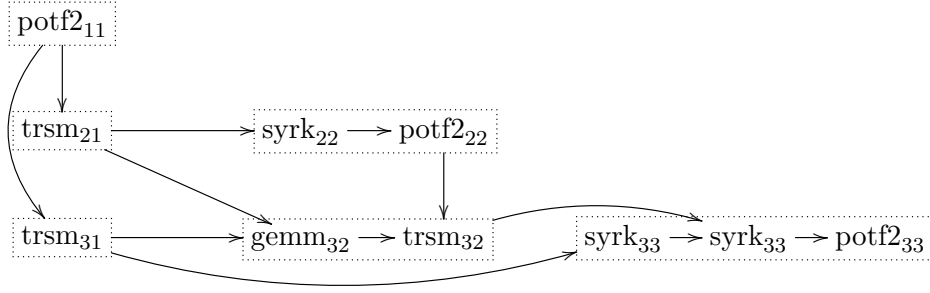 potf2₁₁
trsm₂₁ syrk₂₂ potf2₂₂
trsm₃₁ gemm₃₂ trsm₃₂ syrk₃₃ syrk₃₃ potf2₃₃